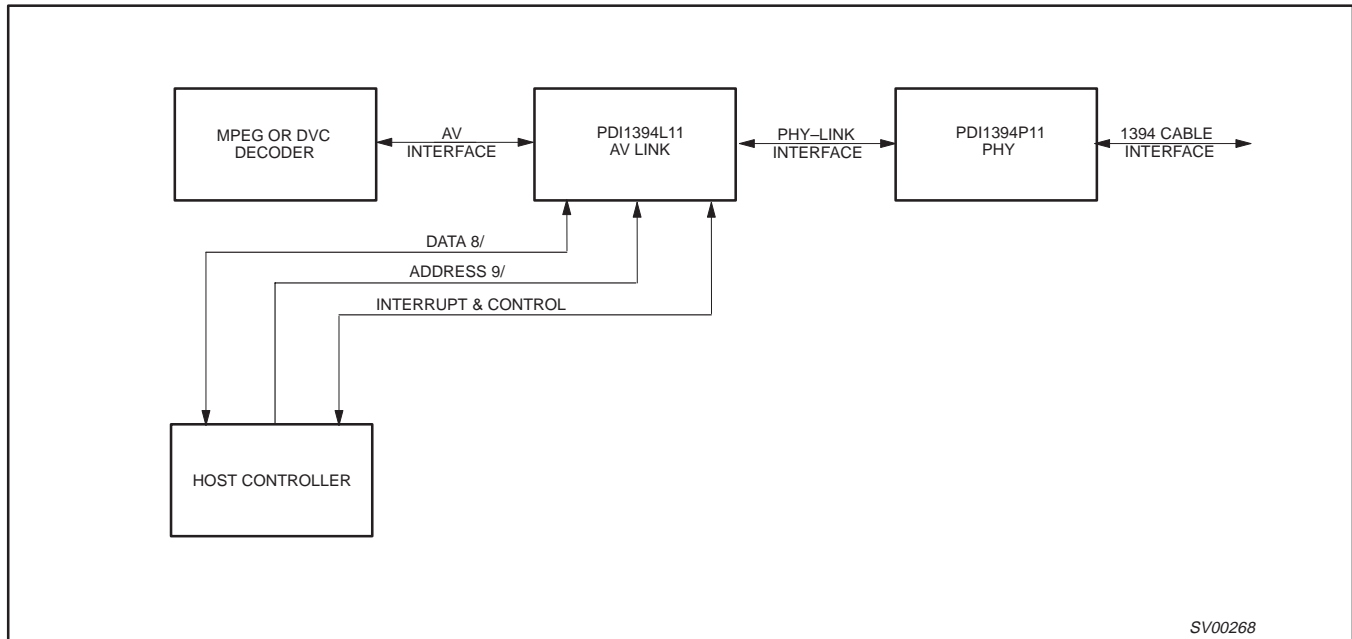 MPEG OR DVC
DECODER
AV
INTERFACE
PDI1394L11
AV LINK
PHY–LINK
INTERFACE
PDI1394P11
PHY
1394 CABLE
INTERFACE
DATA 8/
ADDRESS 9/
INTERRUPT & CONTROL
HOST CONTROLLER
SV00268